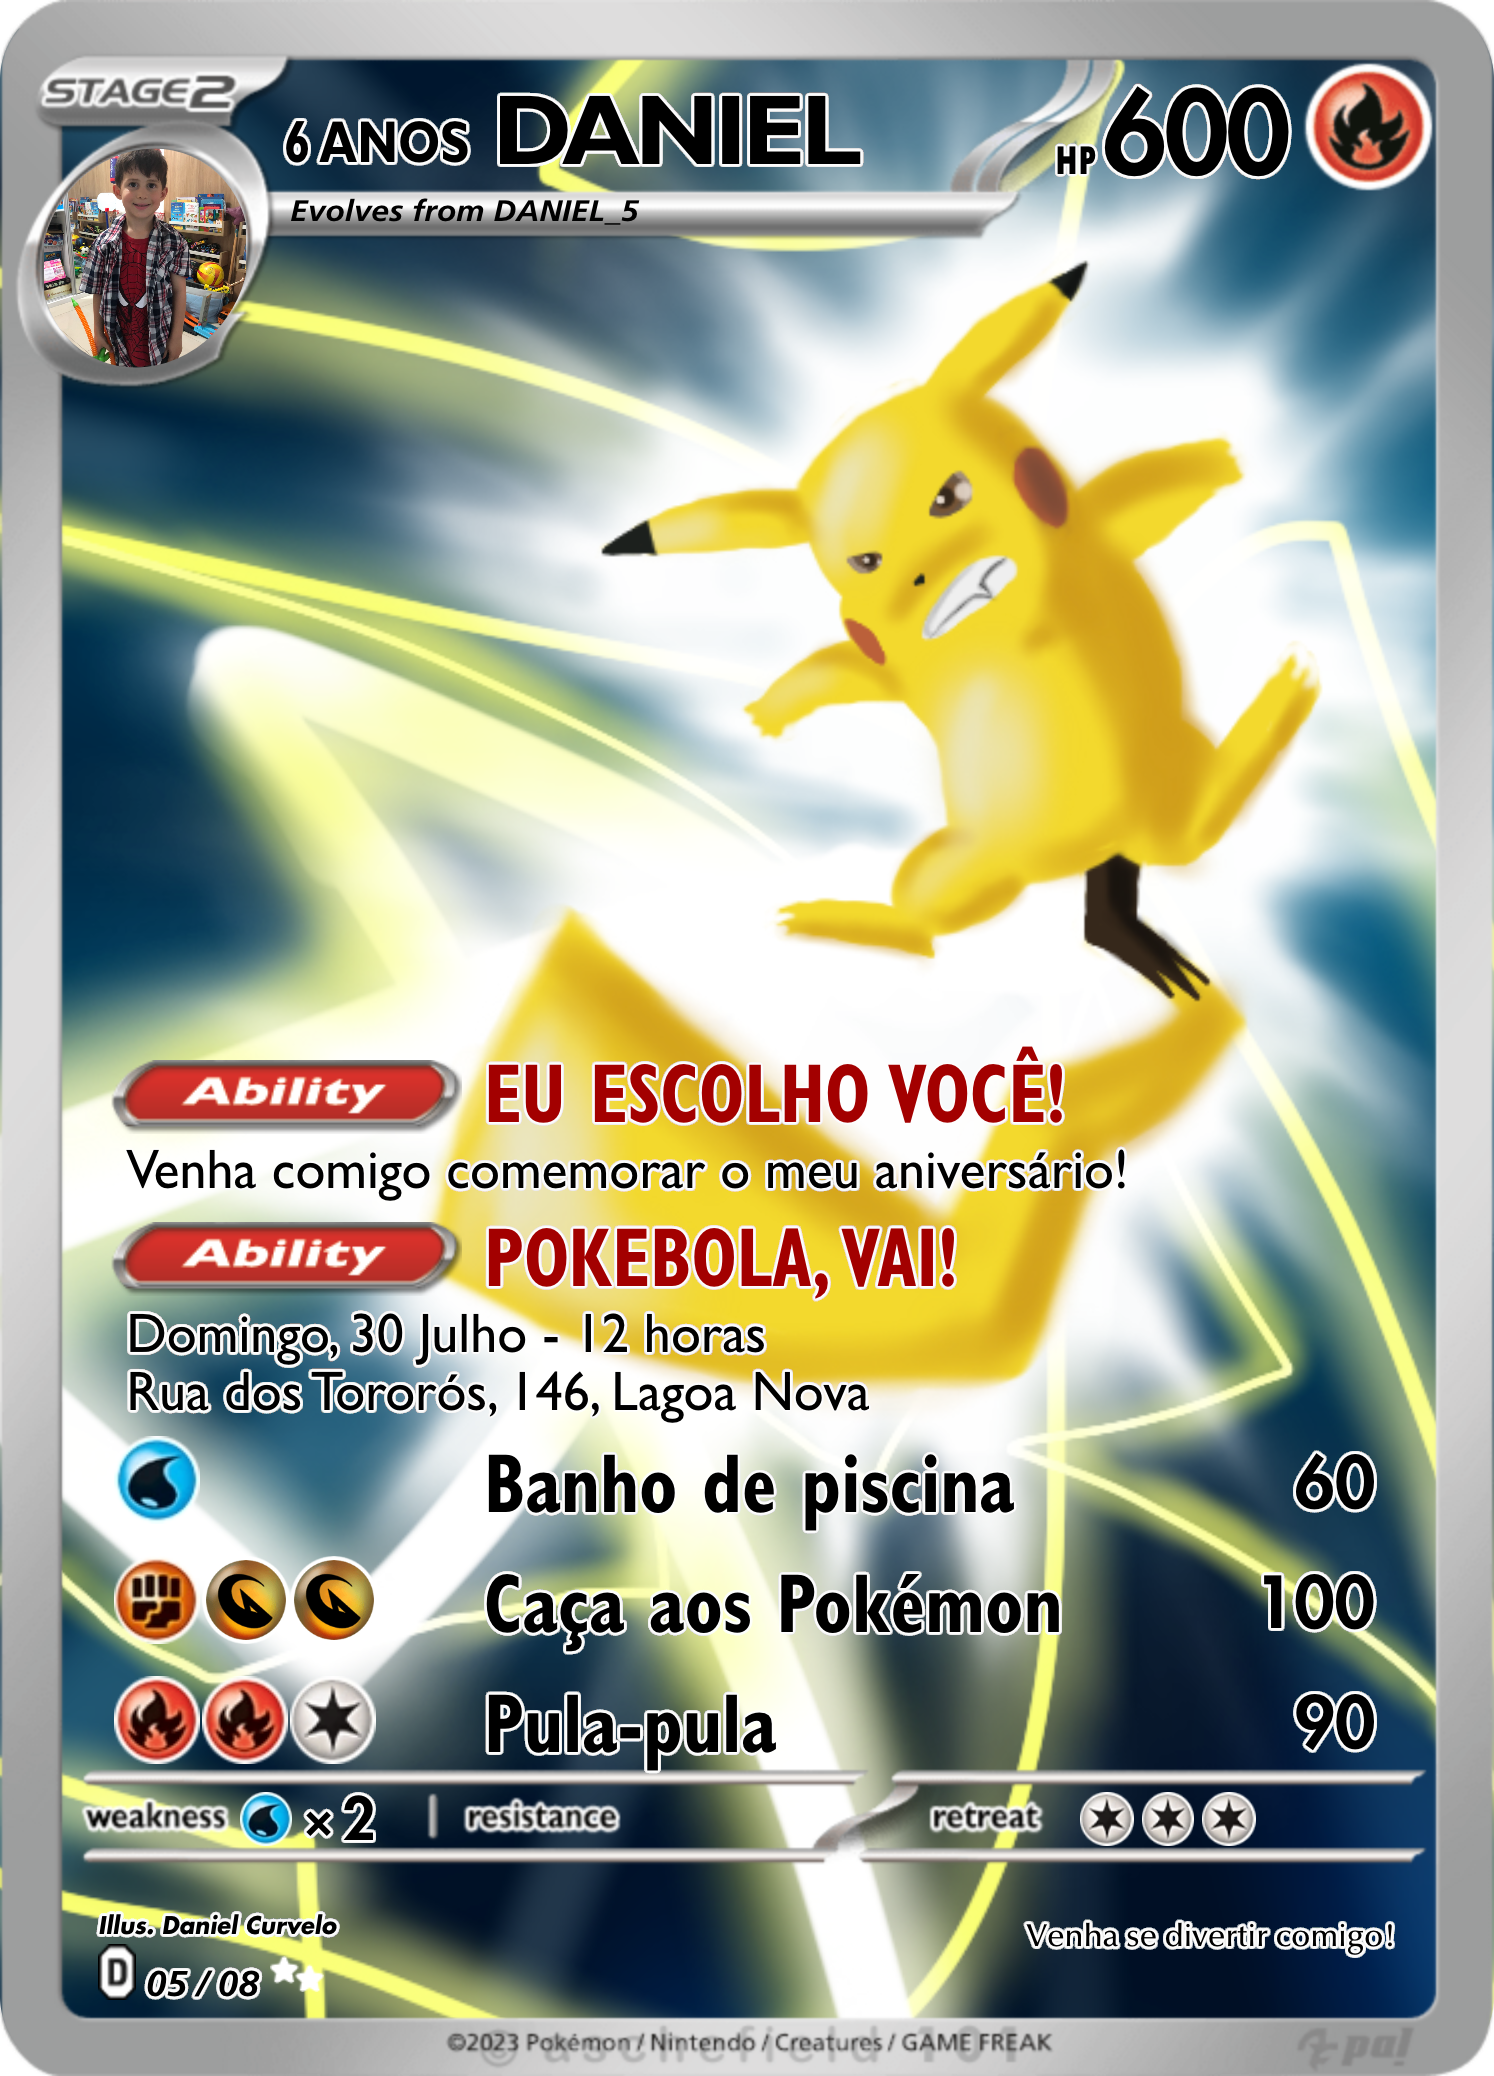 STAGE2
6 ANOS DANIEL HP 600
Evolves from DANIEL_5
Ability EU ESCOLHO VOCÊ!
Venha comigo comemorar o meu aniversário!
Ability POKEBOLA, VAI!
Domingo, 30 Julho - 12 horas
Rua dos Tororós, 146, Lagoa Nova
Banho de piscina 60
Caça aos Pokémon 100
Pula-pula 90
weakness ×2 resistance retreat
Illus. Daniel Curvelo
Venha se divertir comigo!
D 05 / 08
©2023 Pokémon / Nintendo / Creatures / GAME FREAK